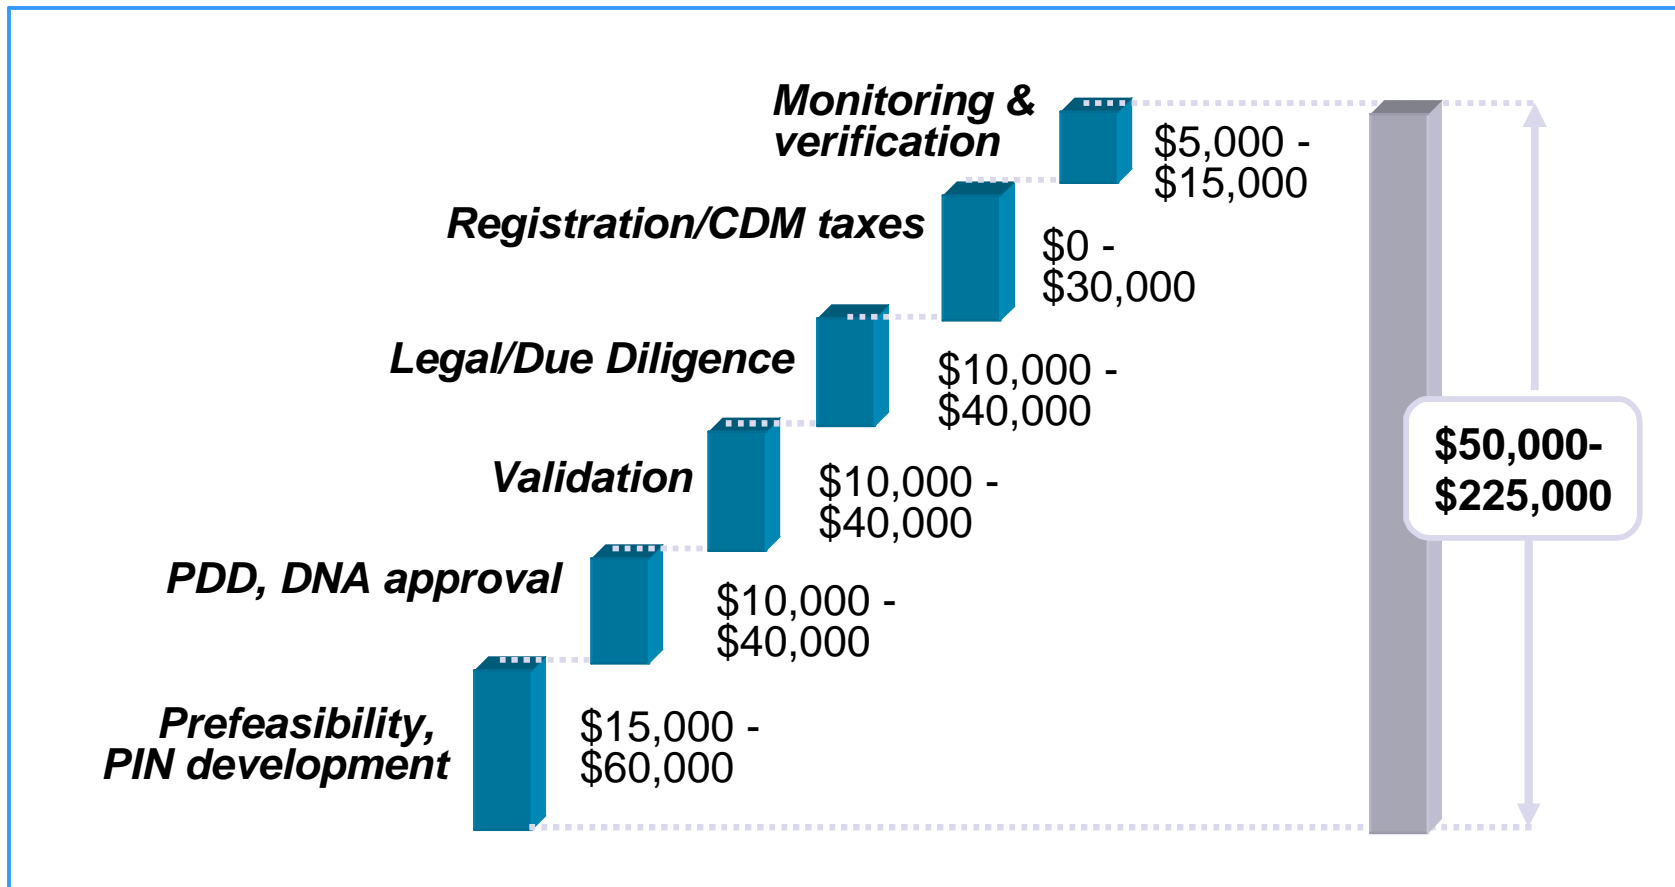 Monitoring &
verification
$5,000 -
$15,000
Registration/CDM taxes
$0 -
$30,000
Legal/Due Diligence
$10,000 -
$40,000
$50,000-
$225,000
Validation
$10,000 -
$40,000
PDD, DNA approval
$10,000 -
$40,000
Prefeasibility,
PIN development
$15,000 -
$60,000